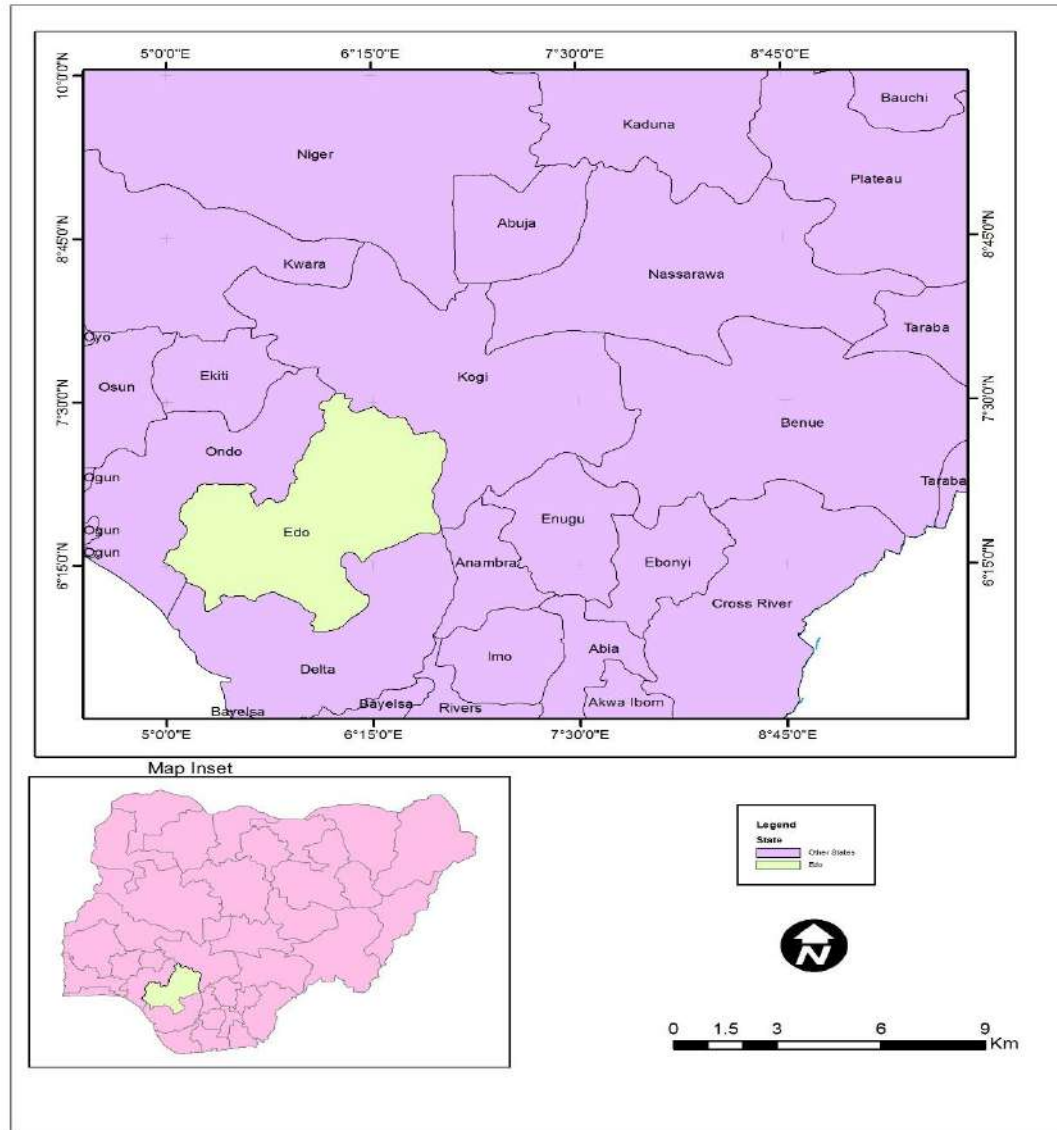 5°0'0"E 6°15'0"E 7°30'0"E 8°45'0"E
10°0'0"N
10°0'0"N
Bauchi
Kaduna
Niger
Plateau
Abuja
8°45'0"N
8°45'0"N
Kwara
Nassarawa
Taraba
Oyo
Ekiti
Osun
Kogi
7°30'0"N
7°30'0"N
Benue
Ondo
Ogun
Taraba
Enugu
Edo
Ogun
Ogun
Anambra
Ebonyi
6°15'0"N
6°15'0"N
Cross River
Abia
Imo
Delta
Bayelsa
Akwa Ibom
Rivers
Bayelsa
5°0'0"E 6°15'0"E 7°30'0"E 8°45'0"E
Map Inset
Legend
State
Other States
Edo
N
0 1.5 3 6 9
Km